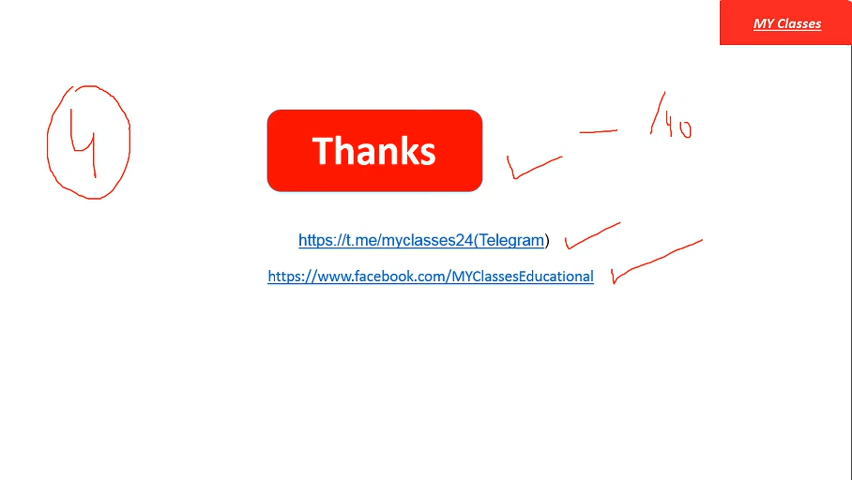 MY Classes
4
Thanks
— /40
https://t.me/myclasses24(Telegram)
https://www.facebook.com/MYClassesEducational